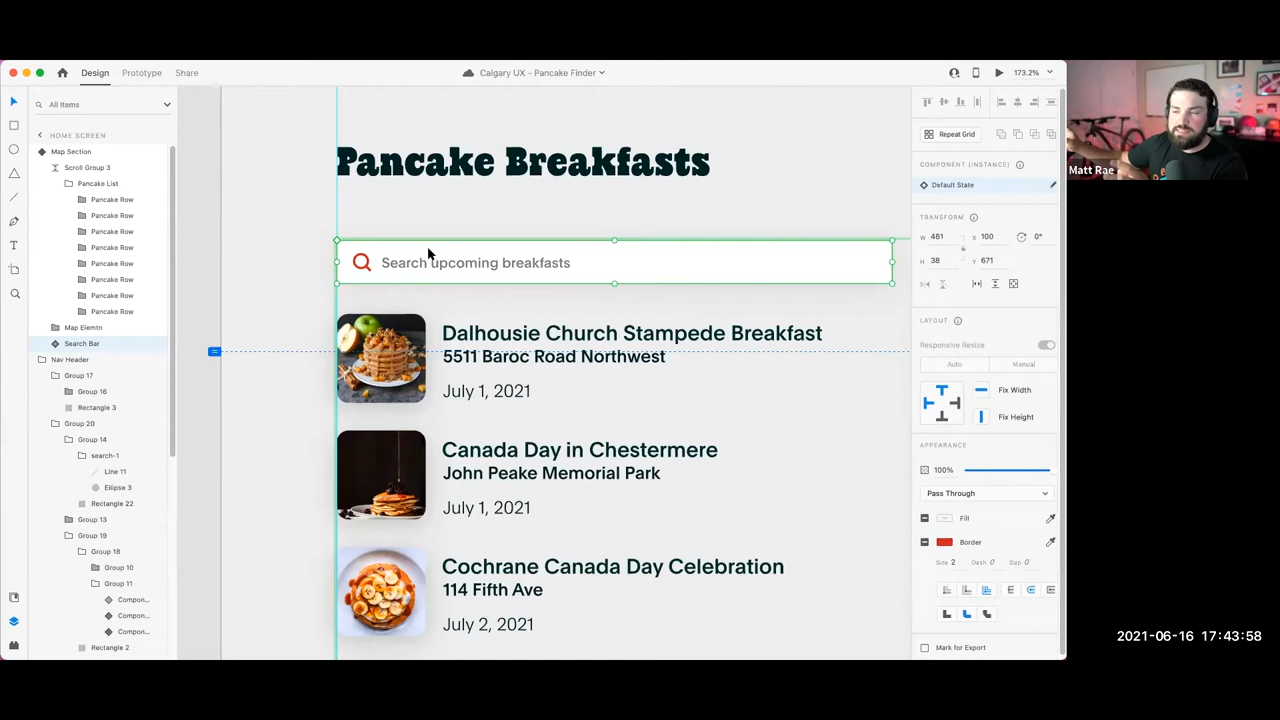 Design
Prototype
Share
Calgary UX - Pancake Finder
173.2%
All Items
HOME SCREEN
Map Section
Scroll Group 3
Pancake List
Pancake Row
Pancake Row
Pancake Row
Pancake Row
Pancake Row
Pancake Row
Pancake Row
Pancake Row
Map Elemtn
Search Bar
Nav Header
Group 17
Group 16
Rectangle 3
Group 20
Group 14
search-1
Line 11
Ellipse 3
Rectangle 22
Group 13
Group 19
Group 18
Group 10
Group 11
Compon...
Compon...
Compon...
Rectangle 2
Pancake Breakfasts
Search upcoming breakfasts
Dalhousie Church Stampede Breakfast
5511 Baroc Road Northwest
July 1, 2021
Canada Day in Chestermere
John Peake Memorial Park
July 1, 2021
Cochrane Canada Day Celebration
114 Fifth Ave
July 2, 2021
Repeat Grid
COMPONENT (INSTANCE)
Default State
TRANSFORM
W 481 X 100 0°
H 38 Y 671
LAYOUT
Responsive Resize
Auto Manual
Fix Width
Fix Height
APPEARANCE
100%
Pass Through
Fill
Border
Size 2 Dash 0 Gap 0
Mark for Export
Matt Rae
2021-06-16 17:43:58